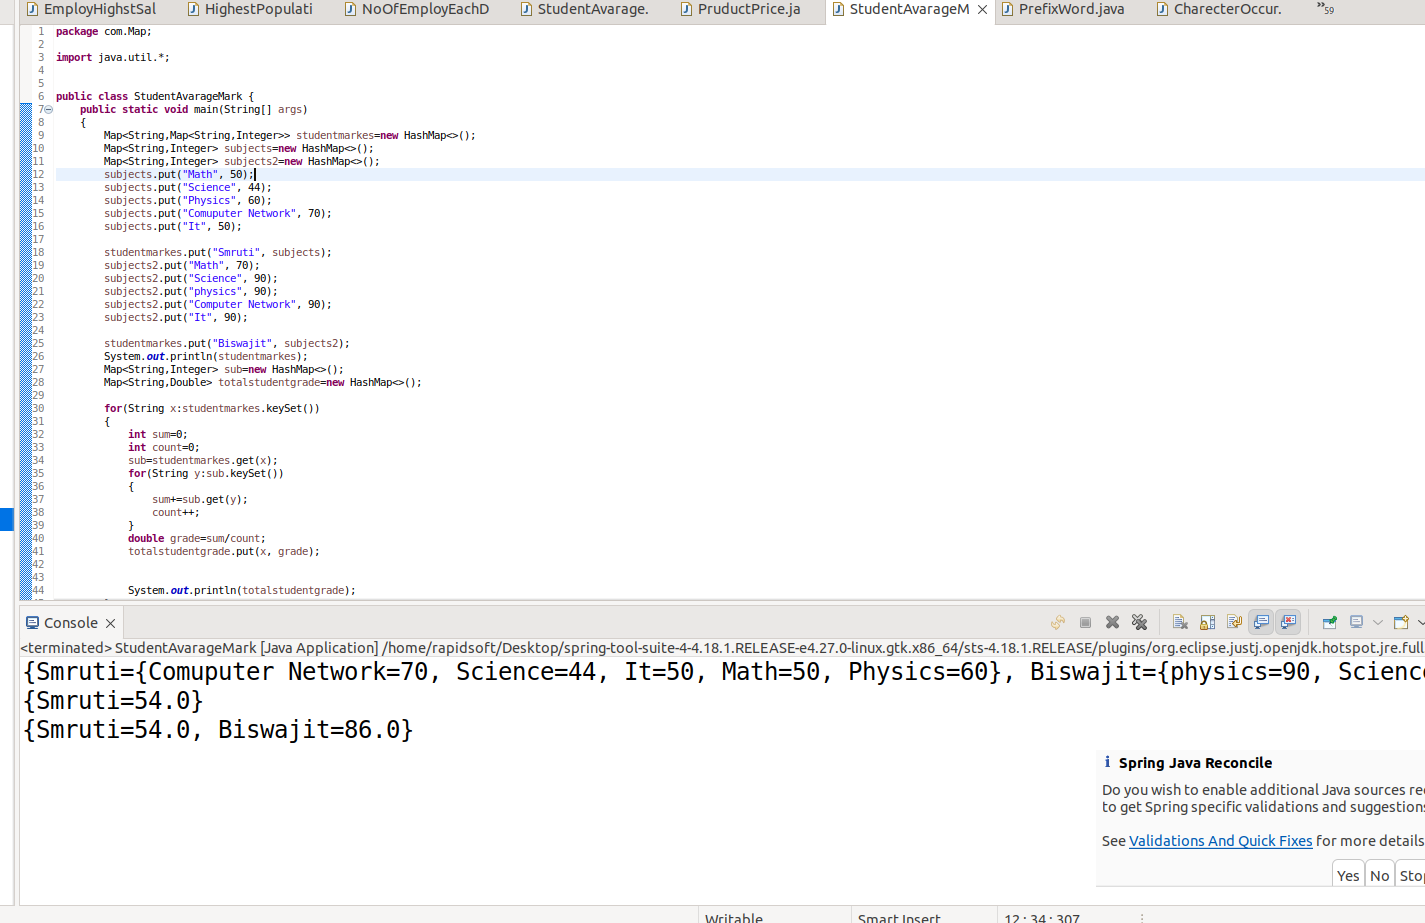 EmployHighstSal HighestPopulati NoOfEmployEachD StudentAvarage. PruductPrice.ja StudentAvarageM PrefixWord.java CharecterOccur. »59
1 package com.Map;
2
3 import java.util.*;
4
5
6 public class StudentAvarageMark {
7 public static void main(String[] args)
8 {
9 Map<String,Map<String,Integer>> studentmarkes=new HashMap<>();
10 Map<String,Integer> subjects=new HashMap<>();
11 Map<String,Integer> subjects2=new HashMap<>();
12 subjects.put("Math", 50);
13 subjects.put("Science", 44);
14 subjects.put("Physics", 60);
15 subjects.put("Comuputer Network", 70);
16 subjects.put("It", 50);
17
18 studentmarkes.put("Smruti", subjects);
19 subjects2.put("Math", 70);
20 subjects2.put("Science", 90);
21 subjects2.put("physics", 90);
22 subjects2.put("Computer Network", 90);
23 subjects2.put("It", 90);
24
25 studentmarkes.put("Biswajit", subjects2);
26 System.out.println(studentmarkes);
27 Map<String,Integer> sub=new HashMap<>();
28 Map<String,Double> totalstudentgrade=new HashMap<>();
29
30 for(String x:studentmarkes.keySet())
31 {
32 int sum=0;
33 int count=0;
34 sub=studentmarkes.get(x);
35 for(String y:sub.keySet())
36 {
37 sum+=sub.get(y);
38 count++;
39 }
40 double grade=sum/count;
41 totalstudentgrade.put(x, grade);
42
43
44 System.out.println(totalstudentgrade);
Console
<terminated> StudentAvarageMark [Java Application] /home/rapidsoft/Desktop/spring-tool-suite-4-4.18.1.RELEASE-e4.27.0-linux.gtk.x86_64/sts-4.18.1.RELEASE/plugins/org.eclipse.justj.openjdk.hotspot.jre.full
{Smruti={Comuputer Network=70, Science=44, It=50, Math=50, Physics=60}, Biswajit={physics=90, Science
{Smruti=54.0}
{Smruti=54.0, Biswajit=86.0}
Spring Java Reconcile
Do you wish to enable additional Java sources re
to get Spring specific validations and suggestions
See Validations And Quick Fixes for more details
Yes No Stop
Writable Smart Insert 12 : 34 : 307